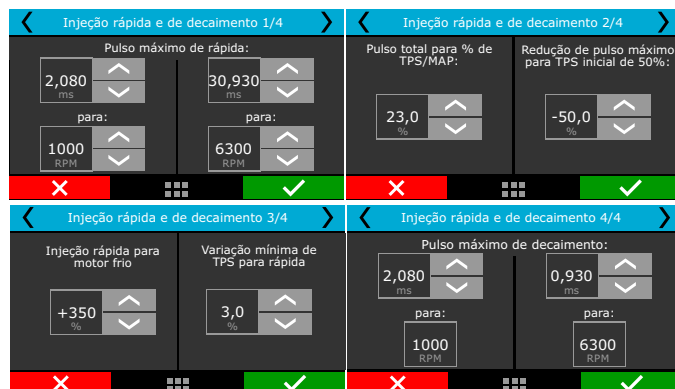 Injeção rápida e de decaimento 1/4
Pulso máximo de rápida:
2,080
ms
30,930
ms
para:
para:
1000
RPM
6300
RPM
Injeção rápida e de decaimento 2/4
Pulso total para % de
TPS/MAP:
Redução de pulso máximo
para TPS inicial de 50%:
23,0
%
-50,0
%
Injeção rápida e de decaimento 3/4
Injeção rápida para
motor frio
Variação mínima de
TPS para rápida
+350
%
3,0
%
Injeção rápida e de decaimento 4/4
Pulso máximo de decaimento:
2,080
ms
0,930
ms
para:
para:
1000
RPM
6300
RPM